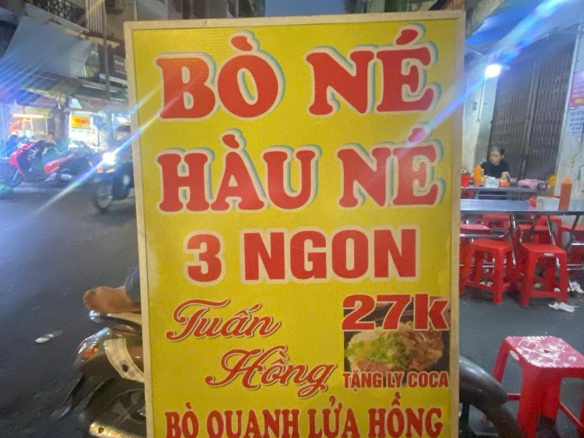 BÒ NÉ
HÀU NÉ
3 NGON
Tuấn
Hồng
27k
TẶNG LY COCA
BÒ QUANH LỬA HỒNG